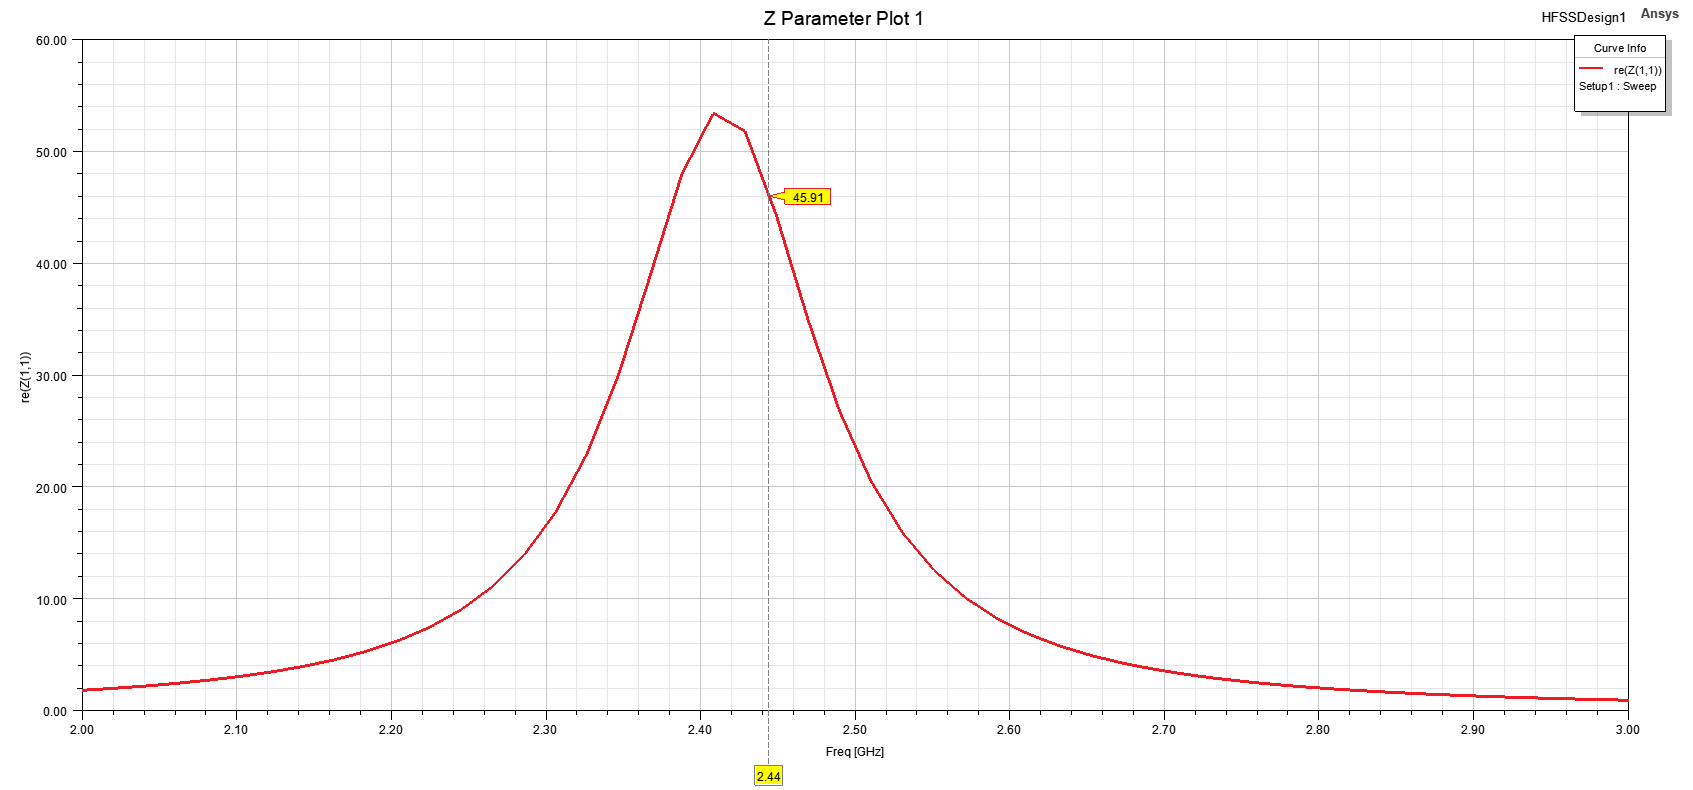 Z Parameter Plot 1
HFSSDesign1
Ansys
Curve Info
re(Z(1,1))
Setup1 : Sweep
60.00
50.00
40.00
30.00
20.00
10.00
0.00
re(Z(1,1))
45.91
2.00 2.10 2.20 2.30 2.40 2.50 2.60 2.70 2.80 2.90 3.00
Freq [GHz]
2.44